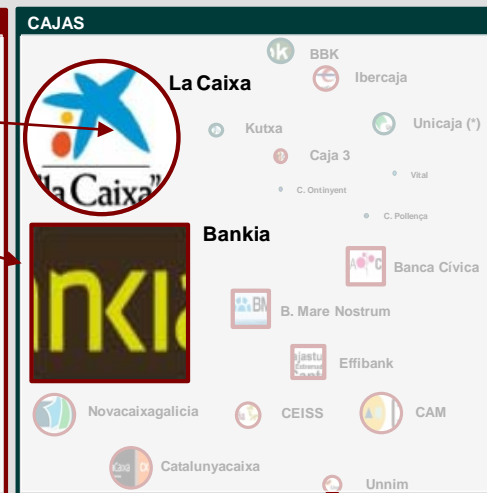 CAJAS
BBK
Ibercaja
La Caixa
"la Caixa"
Kutxa
Unicaja (*)
Caja 3
Vital
C. Ontinyent
C. Pollença
Bankia
nkia
Banca Cívica
BM
B. Mare Nostrum
Effibank
Novacaixagalicia
CEISS
CAM
Catalunyacaixa
Unnim